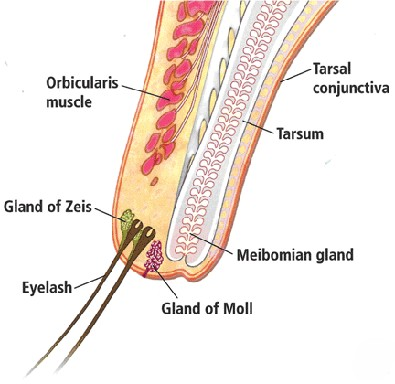 Orbicularis
muscle
Tarsal
conjunctiva
Tarsum
Gland of Zeis
Meibomian gland
Eyelash
Gland of Moll